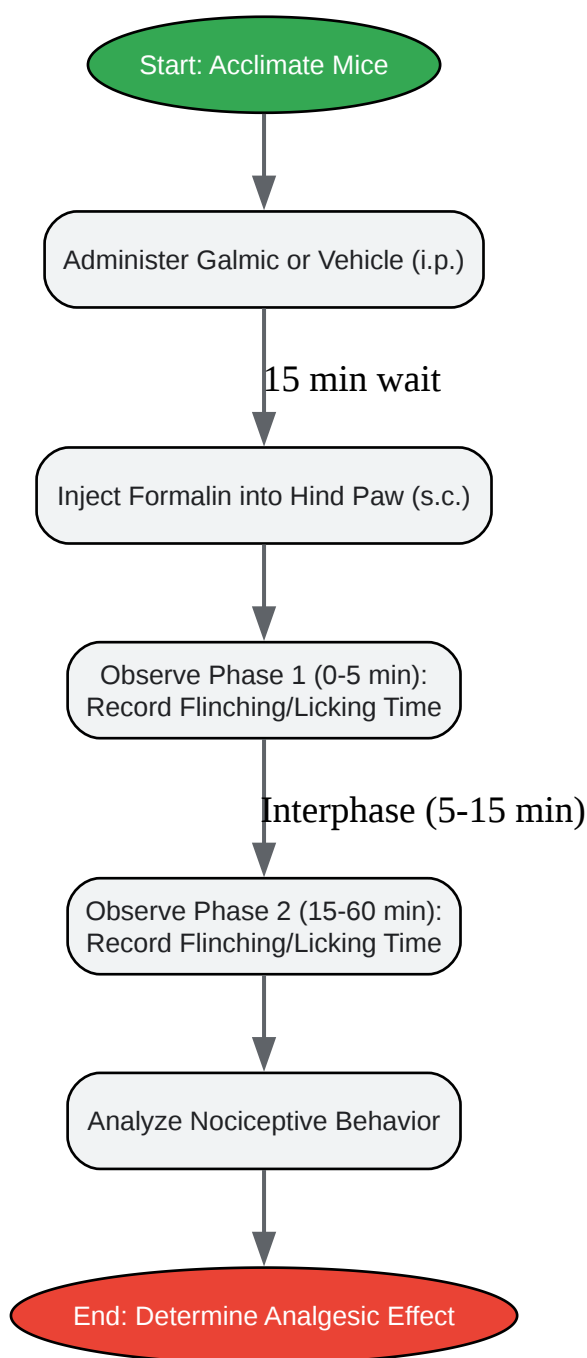 Start: Acclimate Mice
Administer Galmic or Vehicle (i.p.)
15 min wait
Inject Formalin into Hind Paw (s.c.)
Observe Phase 1 (0-5 min):
Record Flinching/Licking Time
Interphase (5-15 min)
Observe Phase 2 (15-60 min):
Record Flinching/Licking Time
Analyze Nociceptive Behavior
End: Determine Analgesic Effect